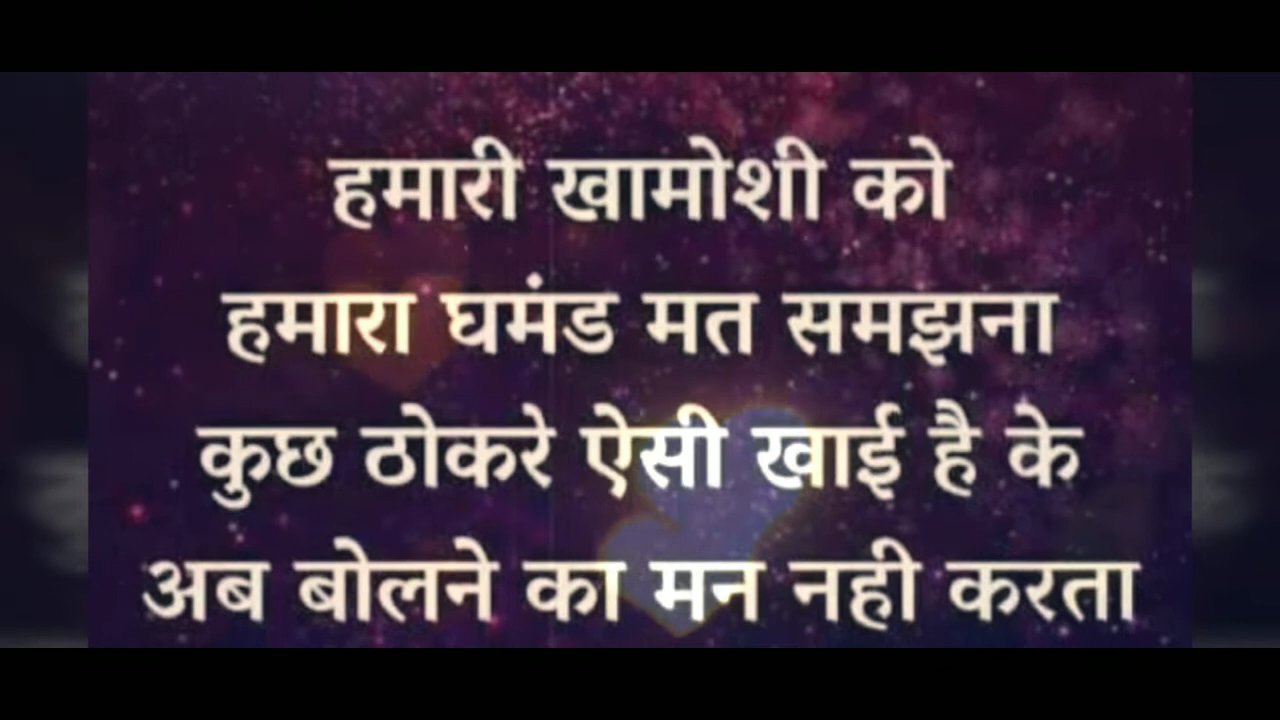 हमारी खामोशी को
हमारा घमंड मत समझना
कुछ ठोकरे ऐसी खाई है के
अब बोलने का मन नही करता